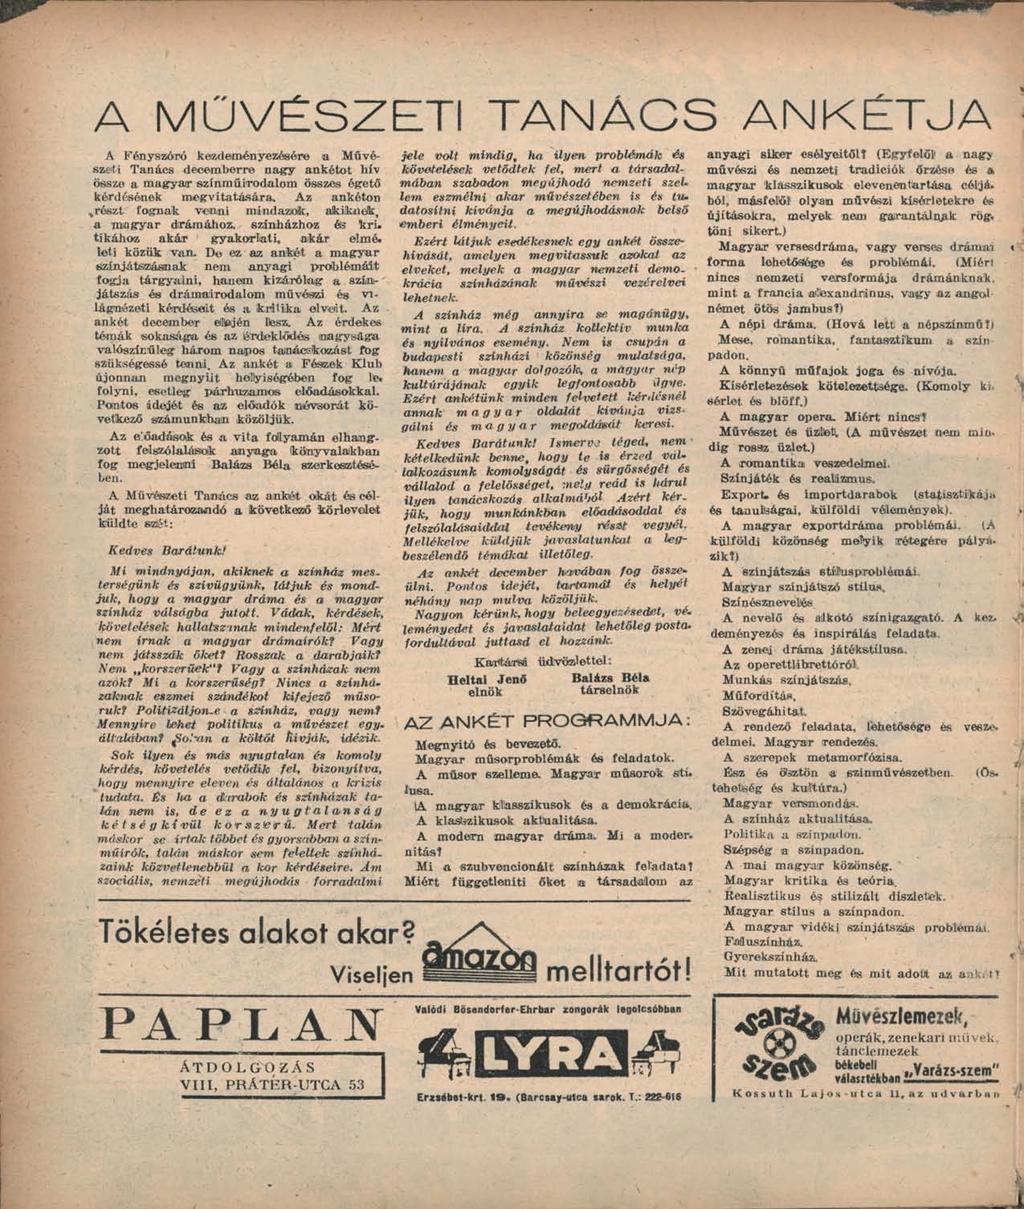 A MŰVÉSZETI TANÁCS ANKÉTJA
A Fényszóró kezdeményezésére a Művé-
szeti Tanács decemberre nagy ankétot hív
össze a magyar színműirodalom összes égető
kérdésének megvitatására. Az ankéton
részt fognak venni mindazok, akiknek,
a magyar drámához, színházhoz és kri-
tikához akár gyakorlati, akár elmé-
leti közük van. De ez az ankét a magyar
színjátszásnak nem anyagi problémáit
fogja tárgyalni, hanem kizárólag a szín-
játszás és drámairodalom művészi és vi-
lágnézeti kérdéseit és a kritika elveit. Az
ankét december elején lesz. Az érdekes
témák sokasága és az érdeklődés nagysága
valószínűleg három napos tanácskozást fog
szükségessé tenni. Az ankét a Fészek Klub
újonnan megnyílt helyiségében fog le-
folyni, esetleg párhuzamos előadásokkal.
Pontos idejét és az előadók névsorát kö-
vetkező számunkban közöljük.
Az előadások és a vita folyamán elhang-
zott felszólalások anyaga könyvalakban
fog megjelenni Balázs Béla szerkesztésé-
ben.
A Művészeti Tanács az ankét okát és cél-
ját meghatározandó a következő körlevelet
küldte szét:
Kedves Barátunk!
Mi mindnyájan, akiknek a színház mes-
terségünk és szívügyünk, látjuk és mond-
juk, hogy a magyar dráma és a magyar
színház válságba jutott. Vádak, kérdések,
követelések hallatszanak mindenfelől: Mért
nem írnak a magyar drámaírók? Vagy
nem játsszák őket? Rosszak a darabjaik?
Nem „korszerűek"? Vagy a színházak nem
azok? Mi a korszerűség? Nincs a színhá-
zaknak eszmei szándékot kifejező műso-
ruk? Politizáljon-e a színház, vagy nem?
Mennyire lehet politikus a művészet egy-
általában? Sokan a költőt hívják, idézik.
Sok ilyen és más nyugtalan és komoly
kérdés, követelés vetődik fel, bizonyítva,
hogy mennyire eleven és általános a krízis
tudata. És ha a darabok és színházak ta-
lán nem is, de ez a nyugtalanság
kétségkívül korszerű. Mert talán
máskor se írtak többet és gyorsabban a szín-
műírók, talán máskor sem feleltek színhá-
zaink közvetlenebbül a kor kérdéseire. Ám
szociális, nemzeti megújhodás forradalmi
jele volt mindig, ha ilyen problémák és
követelések vetődtek fel, mert a társadal-
mában szabadon megújhodó nemzeti szel-
lem eszmélni akar művészetében is és tu-
datosítni kívánja a megújhodásnak belső
emberi élményeit.
Ezért látjuk esedékesnek egy ankét össze-
hívását, amelyen megvitassuk azokat az
elveket, melyek a magyar nemzeti demo-
krácia színházának művészi vezérelvei
lehetnek.
A színház még annyira se magánügy,
mint a líra. A színház kollektív munka
és nyilvános esemény. Nem is csupán a
budapesti színházi közönség mulatsága,
hanem a magyar dolgozók, a magyar nép
kultúrájának egyik legfontosabb ügye.
Ezért ankétünk minden felvetett kérdésnél
annak magyar oldalát kívánja vizs-
gálni és magyar megoldását keresi.
Kedves Barátunk! Ismerve téged, nem
kételkedünk benne, hogy te is érzed vál-
lalkozásunk komolyságát és sürgősségét és
vállalod a felelősséget, mely reád is hárul
ilyen tanácskozás alkalmából. Azért kér-
jük, hogy munkánkban előadásoddal és
felszólalásaiddal tevékeny részt vegyél.
Mellékelve küldjük javaslatunkat a leg-
beszélendő témákat illetőleg.
Az ankét december havában fog össze-
ülni. Pontos idejét, tartamát és helyét
néhány nap mulva közöljük.
Nagyon kérünk, hogy beleegyezésedet, vé-
leményedet és javaslataidat lehetőleg posta-
fordultával juttasd el hozzánk.
Kartársi üdvözlettel:
Heltai Jenő Balázs Béla
elnök társelnök
AZ ANKÉT PROGRAMMJA:
Megnyitó és bevezető.
Magyar műsorproblémák és feladatok.
A műsor szelleme. Magyar műsorok stí-
lusa.
A magyar klasszikusok és a demokrácia.
A klasszikusok aktualitása.
A modern magyar dráma. Mi a moder-
nitás?
Mi a szubvencionált színházak feladata?
Miért függetleníti őket a társadalom az
anyagi siker esélyeitől? (Egyfelől a nagy
művészi és nemzeti tradíciók őrzése és a
magyar klasszikusok elevenentartása céljá-
ból, másfelől olyan művészi kísérletekre és
újításokra, melyek nem garantálnak rög-
töni sikert.)
Magyar versesdráma, vagy verses drámai
forma lehetősége és problémái. (Miért
nincs nemzeti versformája drámánknak,
mint a francia alexandrinus, vagy az angol-
német ötös jambus?)
A népi dráma. (Hová lett a népszínmű?)
Mese, romantika, fantasztikum a szín-
padon.
A könnyű műfajok joga és nívója.
Kísérletezések kötelezettsége. (Komoly kí-
sérlet és blöff.)
A magyar opera. Miért nincs?
Művészet és üzlet. (A művészet nem min-
dig rossz üzlet.)
A romantika veszedelmei.
Színjáték és realizmus.
Export- és importdarabok (statisztikája
és tanulságai, külföldi vélemények).
A magyar exportdráma problémái. (A
külföldi közönség melyik rétegére pályá-
zik?)
A színjátszás stílusproblémái.
Magyar színjátszó stílus.
Színésznevelés
A nevelő és alkotó színigazgató. A kez-
deményezés és inspirálás feladata.
A zenei dráma játékstílusa.
Az operettlibrettóról.
Munkás színjátszás.
Műfordítás.
Szövegáhitat.
A rendező feladata, lehetősége és vesze-
delmei. Magyar rendezés.
A szerepek metamorfózisa.
Ész és ösztön a színművészetben. (Ős-
tehetség és kultúra.)
Magyar versmondás.
A színház aktualitása.
Politika a színpadon.
Szépség a színpadon.
A mai magyar közönség.
Magyar kritika és teória.
Realisztikus és stilizált díszletek.
Magyar stílus a színpadon.
A magyar vidéki színjátszás problémái.
Faluszínház.
Gyerekszínház.
Mit mutatott meg és mit adott az ankét?
Tökéletes alakot akar?
Viseljen amazon melltartót!
PAPLAN
ÁTDOLGOZÁS
VIII, PRÁTER-UTCA 53
Valódi Bösendorfer-Ehrbar zongorák legolcsóbban
LYRA
Erzsébet-krt. 19. (Barcsay-utca sarok. T.: 222-616
varázs
szem
Művészlemezek,
operák, zenekari művek,
tánclemezek
békebeli
választékban „Varázs-szem"
Kossuth Lajos-utca 11, az udvarban